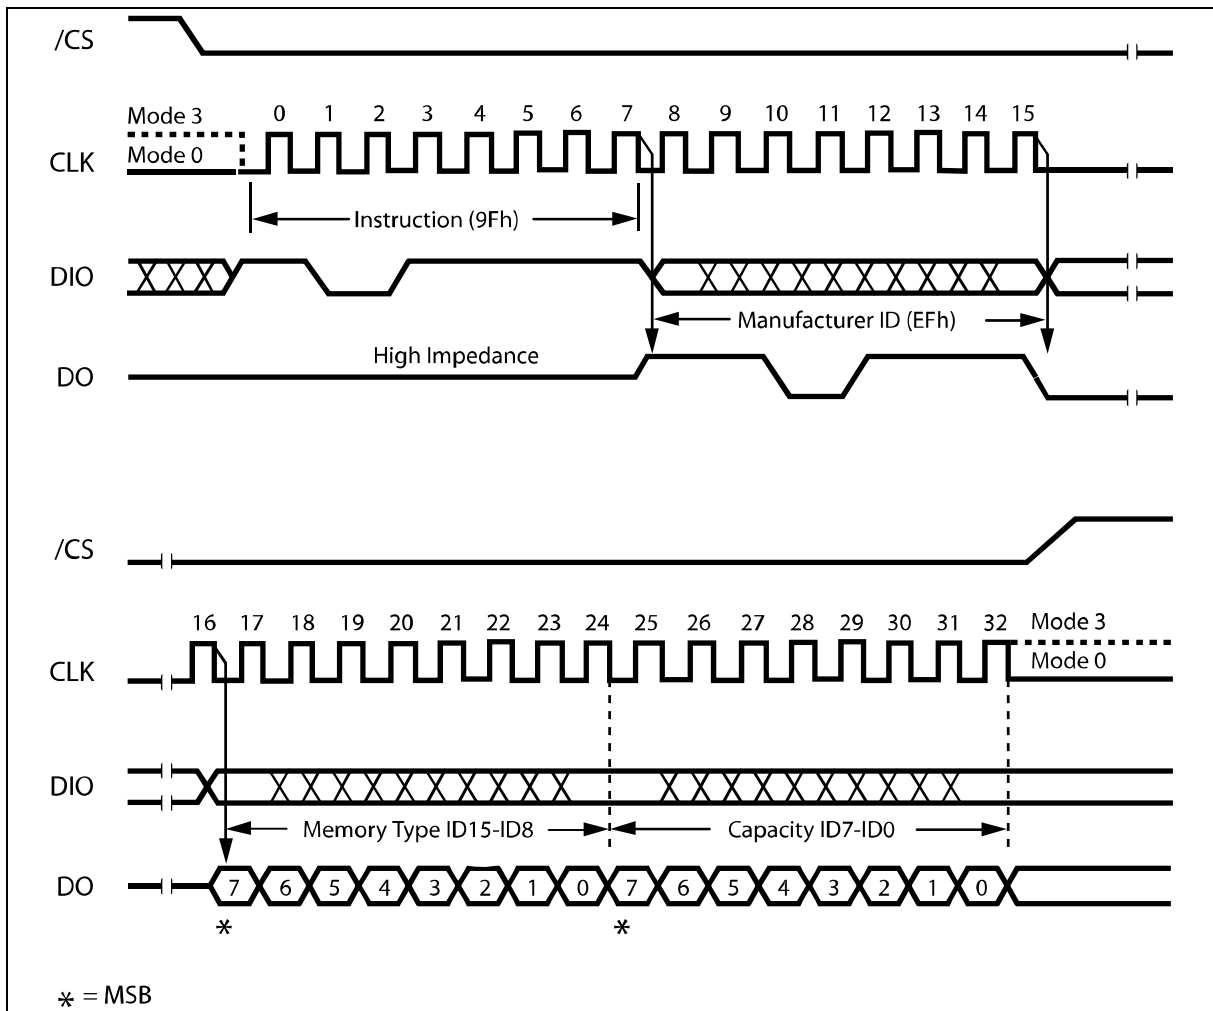 /CS
Mode 3
0 1 2 3 4 5 6 7 8 9 10 11 12 13 14 15
CLK
Mode 0
Instruction (9Fh)
DIO
Manufacturer ID (EFh)
High Impedance
DO
/CS
16 17 18 19 20 21 22 23 24 25 26 27 28 29 30 31 32
Mode 3
CLK
Mode 0
DIO
Memory Type ID15-ID8
Capacity ID7-ID0
DO
7 6 5 4 3 2 1 0 7 6 5 4 3 2 1 0
* *
* = MSB